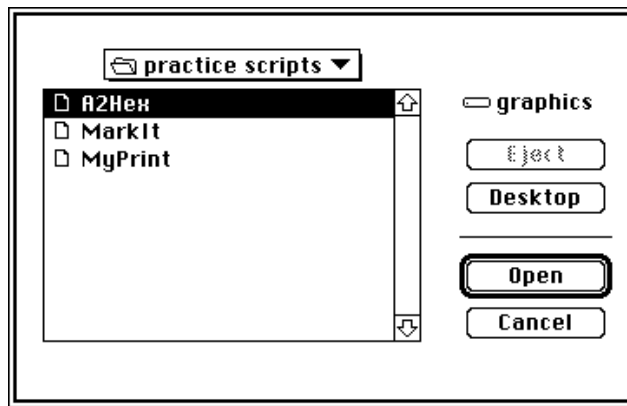 practice scripts
A2Hex
MarkIt
MyPrint
graphics
Eject
Desktop
Open
Cancel